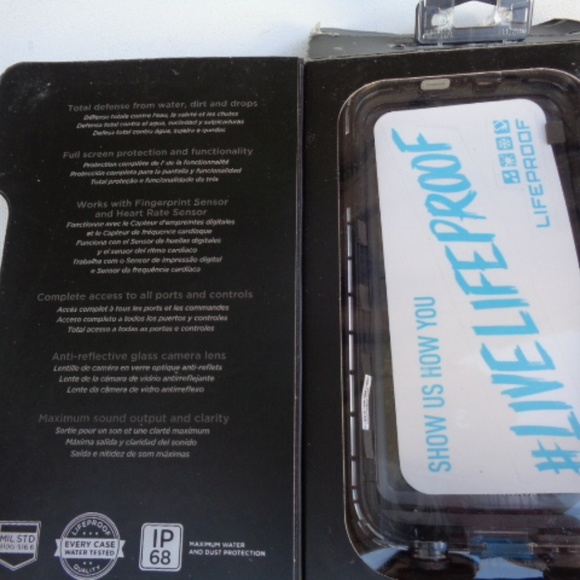 Total defense from water, dirt and drops
Défense totale contre l'eau, la saleté et les chutes
Defensa total contra el agua, suciedad y salpicaduras
Defesa total contra água, sujeira e quedas
Full screen protection and functionality
Protection complète de l' de la fonctionnalité
Protección completa para la pantalla y funcionalidad
Total proteção e funcionalidade da tela
Works with Fingerprint Sensor
and Heart Rate Sensor
Fonctionne avec le Capteur d'empreintes digitales
et le Capteur de fréquence cardiaque
Funciona con el Sensor de huellas digitales
y el sensor del ritmo cardiaco
Trabalha com o Sensor de impressão digital
e Sensor da frequência cardíaca
Complete access to all ports and controls
Accès complet à tous les ports et les commandes
Acceso completo a todos los puertos y controles
Total acesso a todas as portas e controles
Anti-reflective glass camera lens
Lentille de caméra en verre optique anti-reflets
Lente de la cámara de vidrio antirreflejante
Lente da câmera de vidro antirreflexo
Maximum sound output and clarity
Sortie pour un son et une clarté maximum
Máxima salida y claridad del sonido
Saída e nitidez de som máximas
MIL STD
810G-516.6
LIFEPROOF
EVERY CASE
WATER TESTED
QUALITY
IP
68
MAXIMUM WATER
AND DUST PROTECTION
SHOW US HOW YOU
#LIVELIFEPROOF
LIFEPROOF